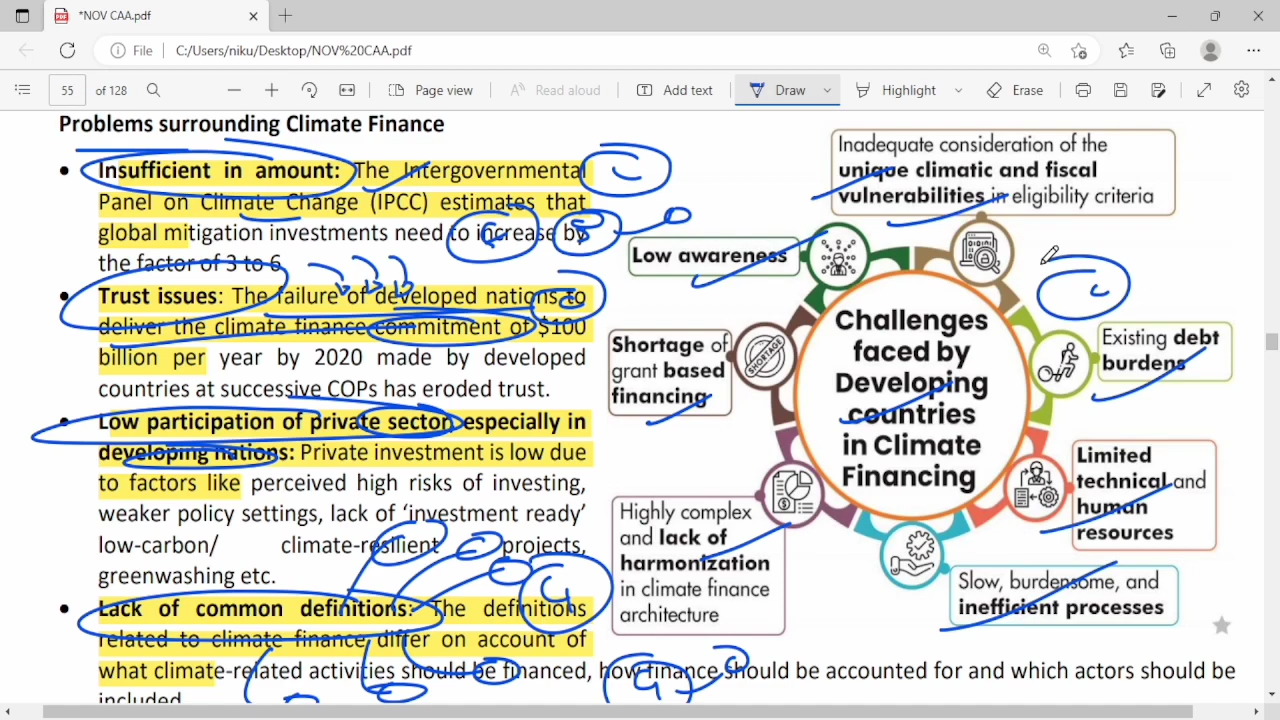 *NOV CAA.pdf
File
C:/Users/niku/Desktop/NOV%20CAA.pdf
55
of 128
Page view
Read aloud
Add text
Draw
Highlight
Erase
Problems surrounding Climate Finance
• Insufficient in amount: The Intergovernmental
Panel on Climate Change (IPCC) estimates that
global mitigation investments need to increase by
the factor of 3 to 6.
• Trust issues: The failure of developed nations to
deliver the climate finance commitment of $100
billion per year by 2020 made by developed
countries at successive COPs has eroded trust.
• Low participation of private sector especially in
developing nations: Private investment is low due
to factors like perceived high risks of investing,
weaker policy settings, lack of ‘investment ready’
low-carbon/ climate-resilient projects,
greenwashing etc.
• Lack of common definitions: The definitions
related to climate finance differ on account of
what climate-related activities should be financed, how finance should be accounted for and which actors should be
included
Inadequate consideration of the
unique climatic and fiscal
vulnerabilities in eligibility criteria
Low awareness
Shortage of
grant based
financing
SHORTAGE
Challenges
faced by
Developing
countries
in Climate
Financing
Existing debt
burdens
Limited
technical and
human
resources
Highly complex
and lack of
harmonization
in climate finance
architecture
Slow, burdensome, and
inefficient processes